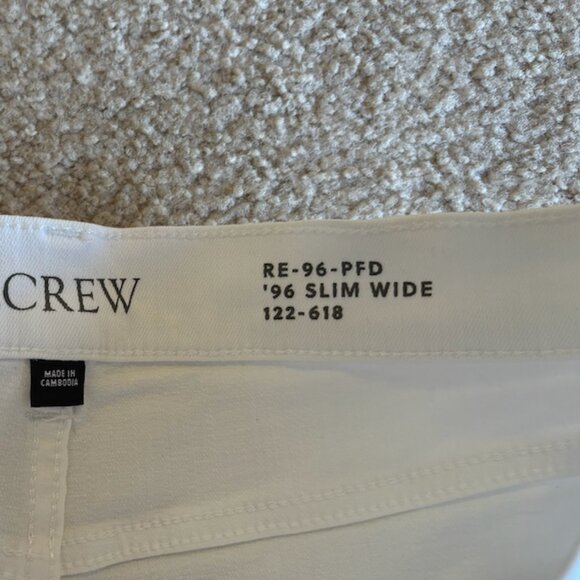 CREW
RE-96-PFD
'96 SLIM WIDE
122-618
MADE IN
CAMBODIA